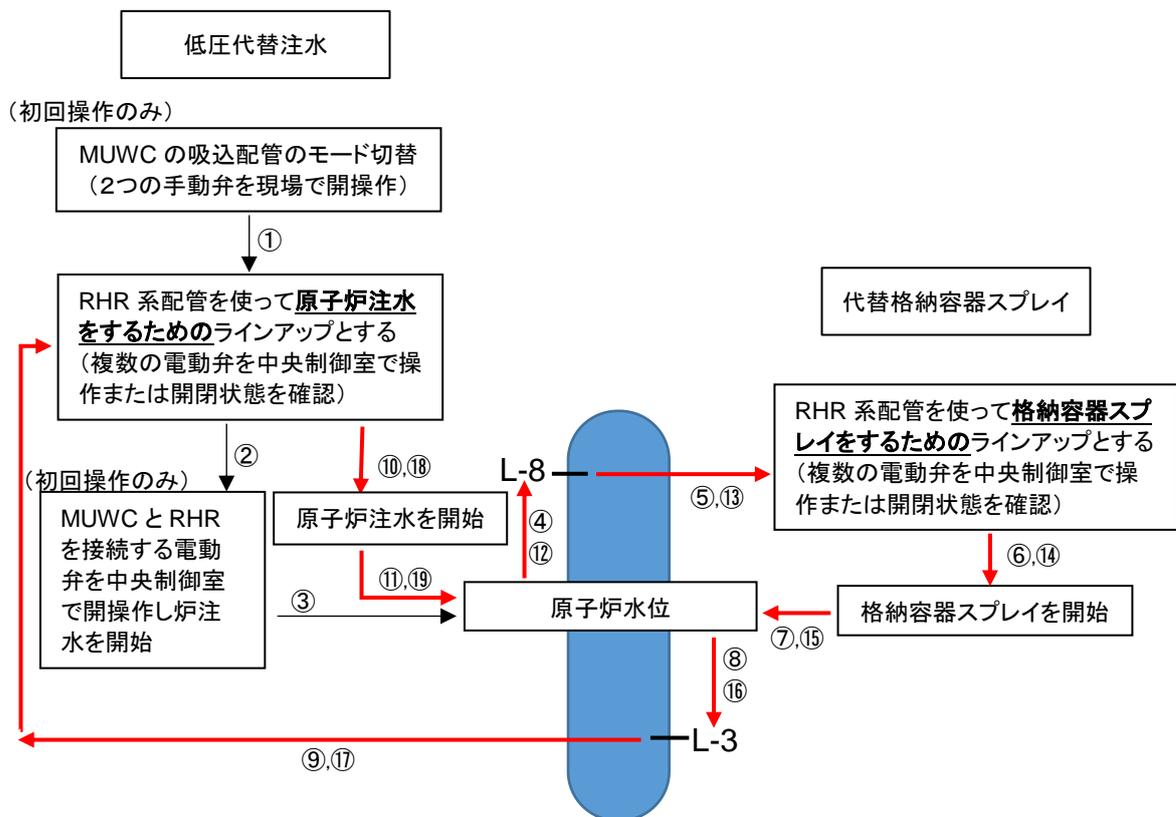 低圧代替注水
（初回操作のみ）
MUWC の吸込配管のモード切替
（２つの手動弁を現場で開操作）
①
RHR 系配管を使って原子炉注水
をするためのラインアップとする
（複数の電動弁を中央制御室で操
作または開閉状態を確認）
②
（初回操作のみ）
MUWC と RHR
を接続する電動
弁を中央制御室
で開操作し炉注
水を開始
③
⑩,⑱
原子炉注水を開始
⑪,⑲
L-8
④
⑫
原子炉水位
⑤,⑬
代替格納容器スプレイ
RHR 系配管を使って格納容器スプ
レイをするためのラインアップとする
（複数の電動弁を中央制御室で操
作または開閉状態を確認）
⑥,⑭
格納容器スプレイを開始
⑦,⑮
⑧
⑯
L-3
⑨,⑰